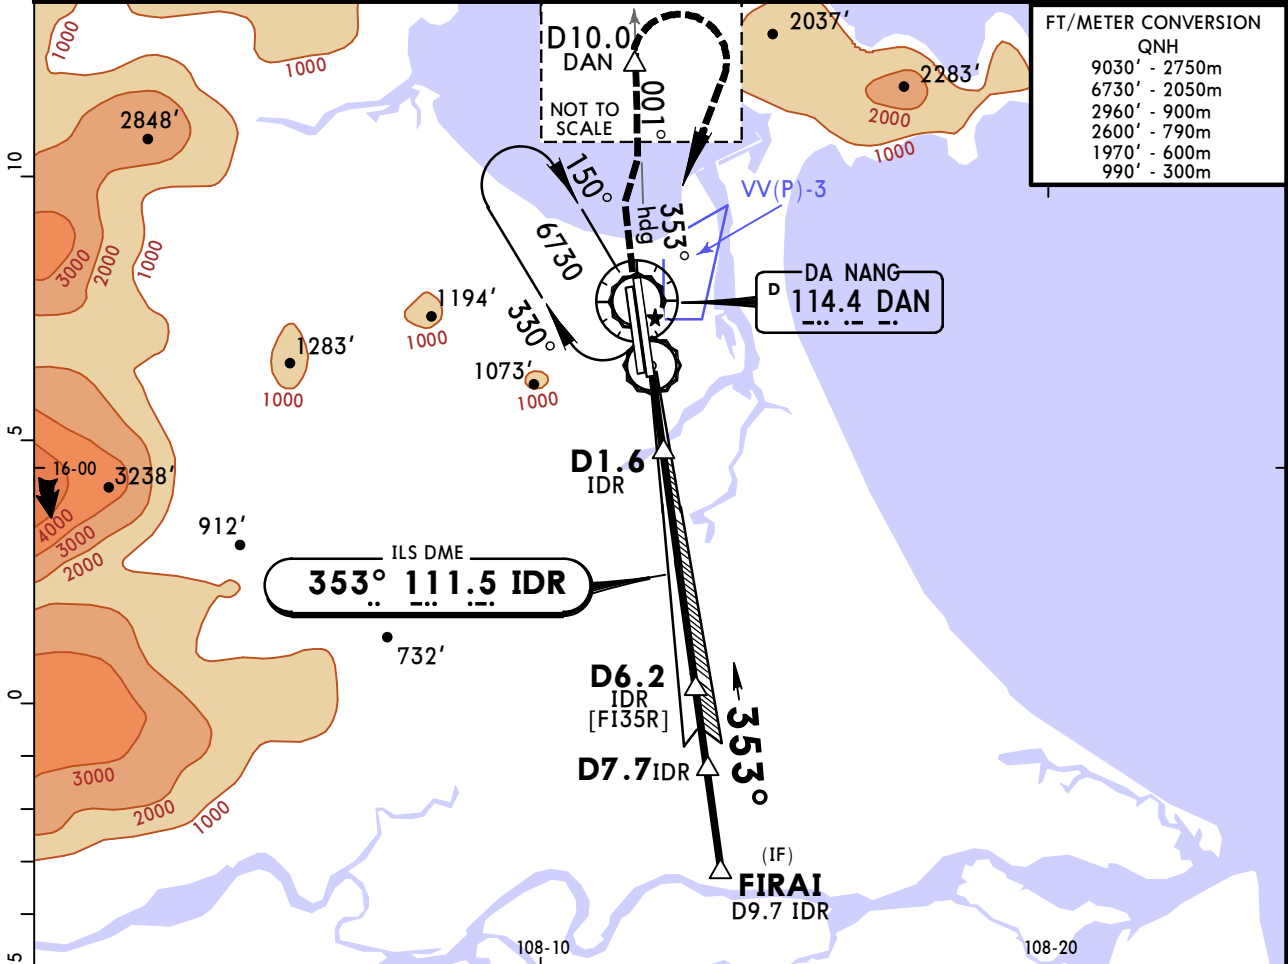 FT/METER CONVERSION
QNH
9030' - 2750m
6730' - 2050m
2960' - 900m
2600' - 790m
1970' - 600m
990' - 300m
1000
1000
2037'
2283'
2000
1000
D10.0
DAN
NOT TO
SCALE
001°
hdg
353°
VV(P)-3
2848'
10
3000
2000
1000
150°
6730
330°
DA NANG
D 114.4 DAN
1194'
1000
1283'
1000
1073'
1000
5
16-00
3238'
4000
3000
2000
912'
D1.6
IDR
ILS DME
353° 111.5 IDR
732'
D6.2
IDR
[FI35R]
353°
D7.7 IDR
0
3000
2000
1000
(IF)
FIRAI
D9.7 IDR
5
108-10
108-20